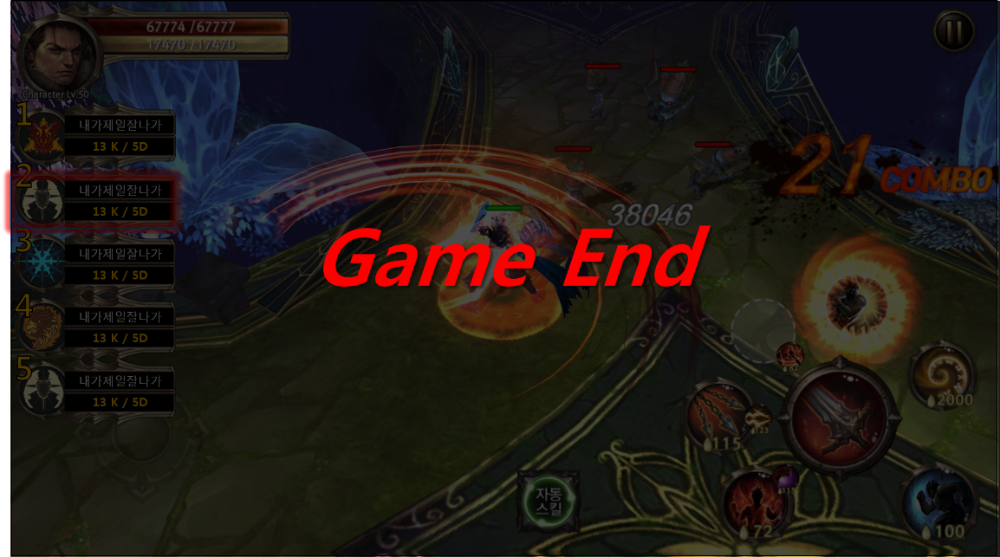 67774 /67777
17470 / 17470
Character Lv.50
1
내가제일잘나가
13 K / 5D
2
내가제일잘나가
13 K / 5D
3
내가제일잘나가
13 K / 5D
4
내가제일잘나가
13 K / 5D
5
내가제일잘나가
13 K / 5D
21 COMBO
38046
Game End
2000
123
115
자동
스킬
115
72
100